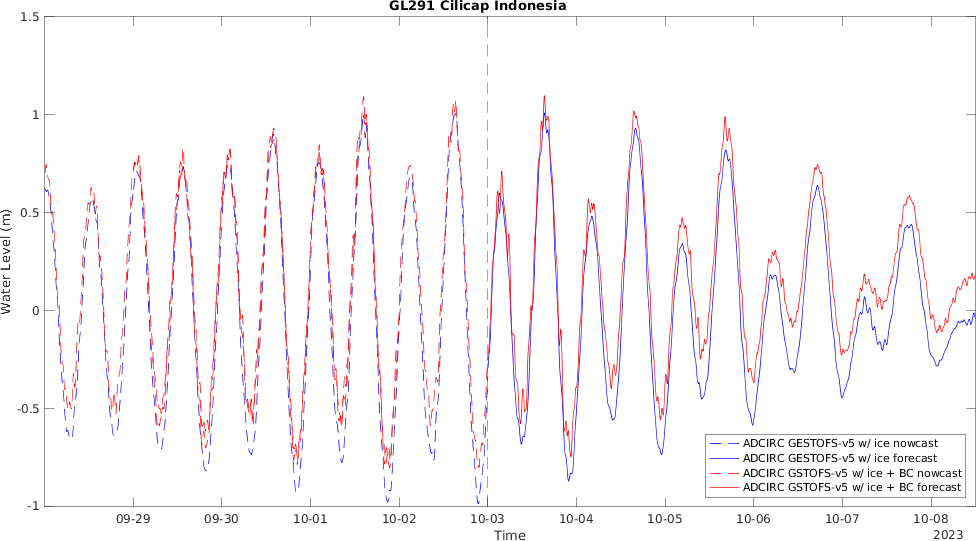 GL291 Cilicap Indonesia
1.5
1
0.5
0
-0.5
-1
Water Level (m)
ADCIRC GESTOFS-v5 w/ ice nowcast
ADCIRC GESTOFS-v5 w/ ice forecast
ADCIRC GSTOFS-v5 w/ ice + BC nowcast
ADCIRC GSTOFS-v5 w/ ice + BC forecast
09-29 09-30 10-01 10-02 10-03 10-04 10-05 10-06 10-07 10-08
Time
2023